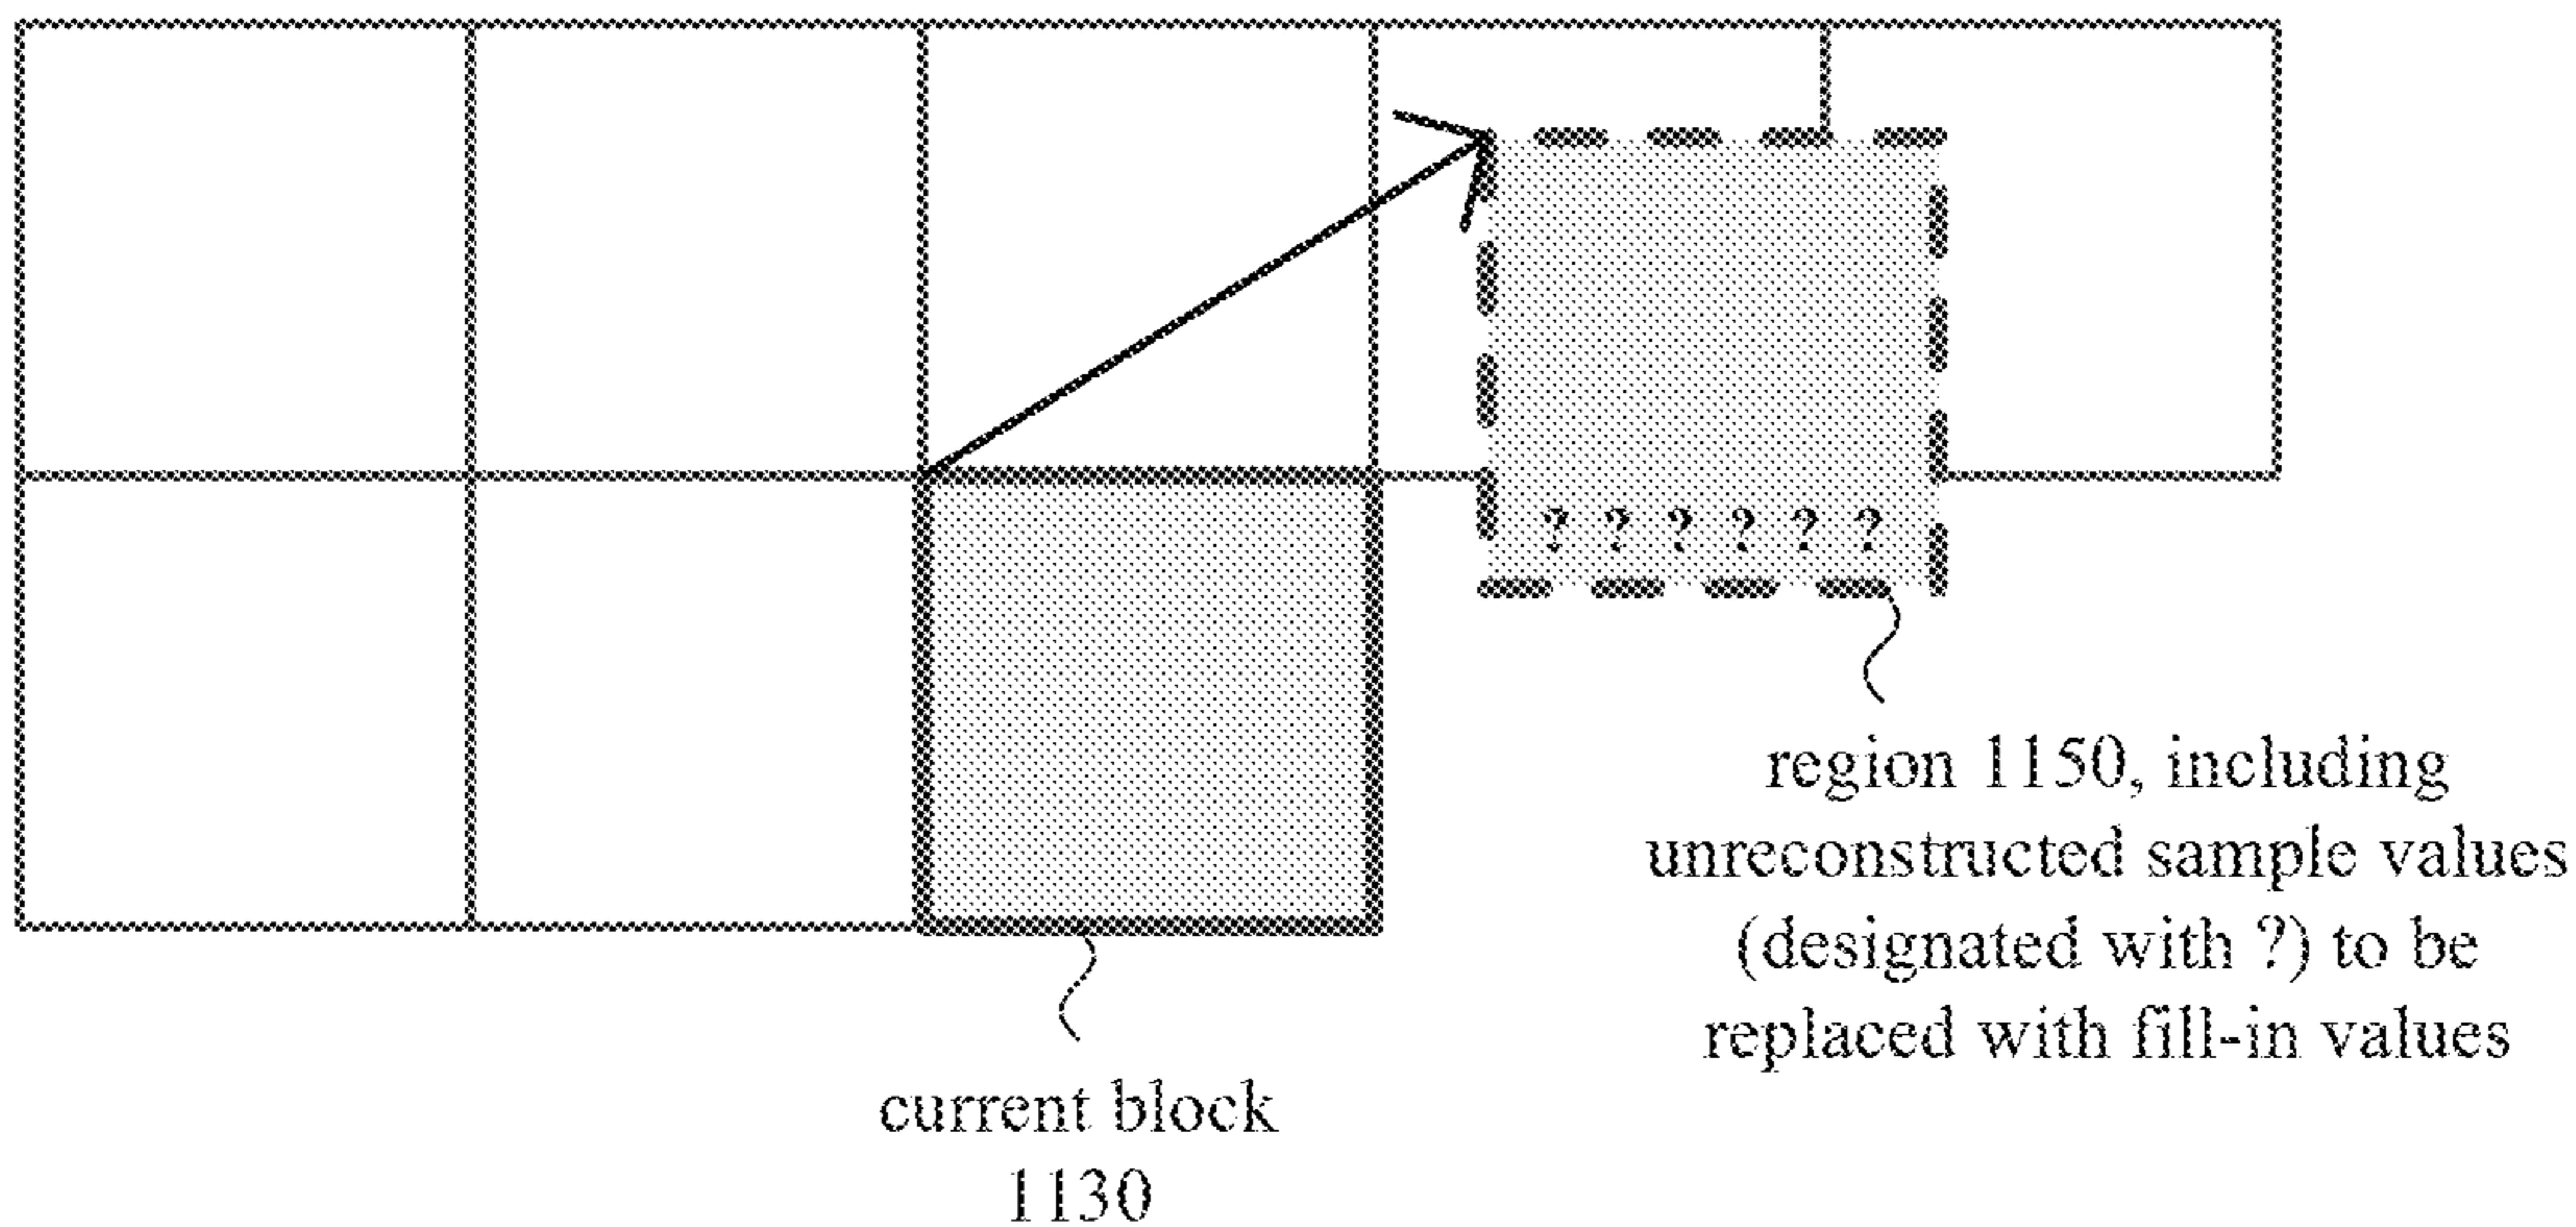 ? ? ? ? ? ?
region 1150, including
unreconstructed sample values
(designated with ?) to be
replaced with fill-in values
current block
1130